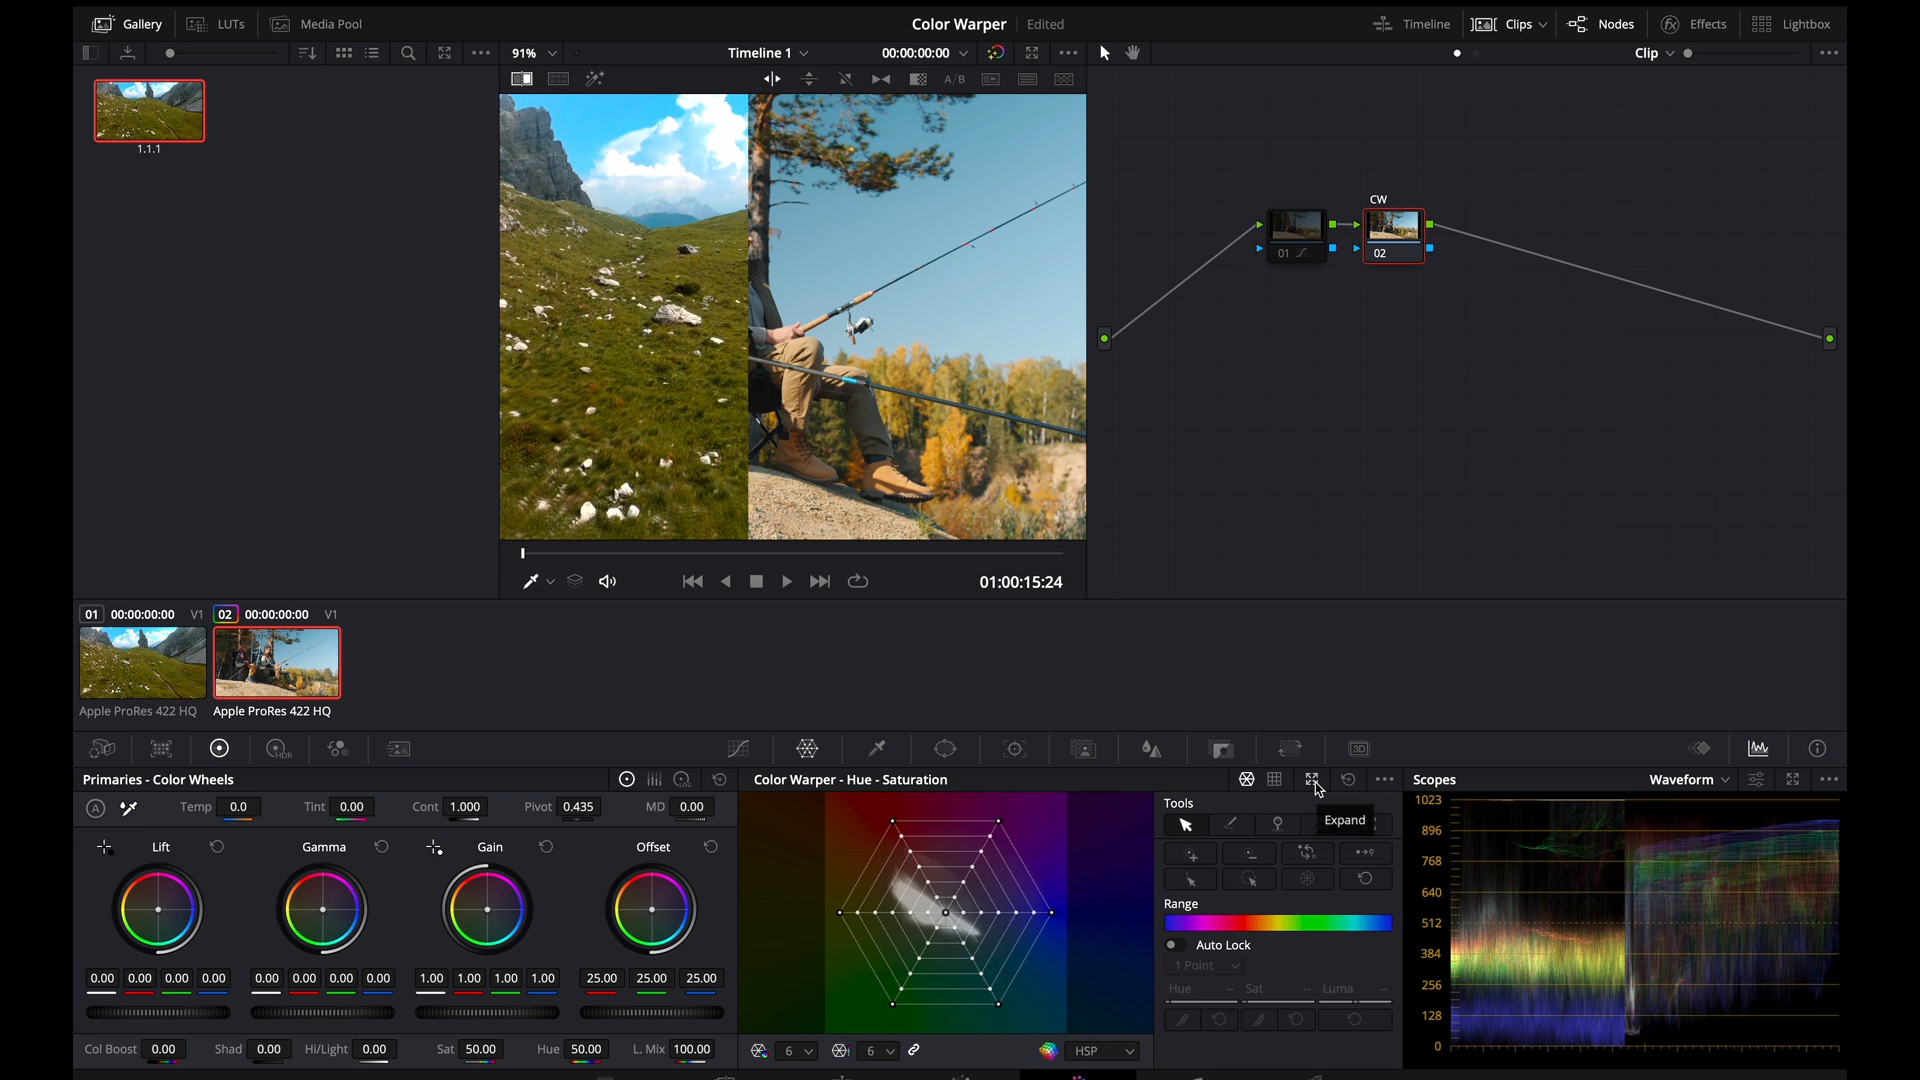 Gallery
LUTs
Media Pool
Color Warper
Edited
Timeline
Clips
Nodes
Effects
Lightbox
91%
Timeline 1
00:00:00:00
Clip
A/B
1.1.1
CW
01
02
01:00:15:24
01 00:00:00:00 V1
02 00:00:00:00 V1
Apple ProRes 422 HQ
Apple ProRes 422 HQ
HDR
3D
Primaries - Color Wheels
LOG
Color Warper - Hue - Saturation
Scopes
Waveform
A
Temp 0.0
Tint 0.00
Cont 1.000
Pivot 0.435
MD 0.00
Tools
Expand
Lift
Gamma
Gain
Offset
0.00 0.00 0.00 0.00
0.00 0.00 0.00 0.00
1.00 1.00 1.00 1.00
25.00 25.00 25.00
Range
Auto Lock
1 Point
Hue --
Sat --
Luma --
1023
896
768
640
512
384
256
128
0
Col Boost 0.00
Shad 0.00
Hi/Light 0.00
Sat 50.00
Hue 50.00
L. Mix 100.00
6
6
HSP